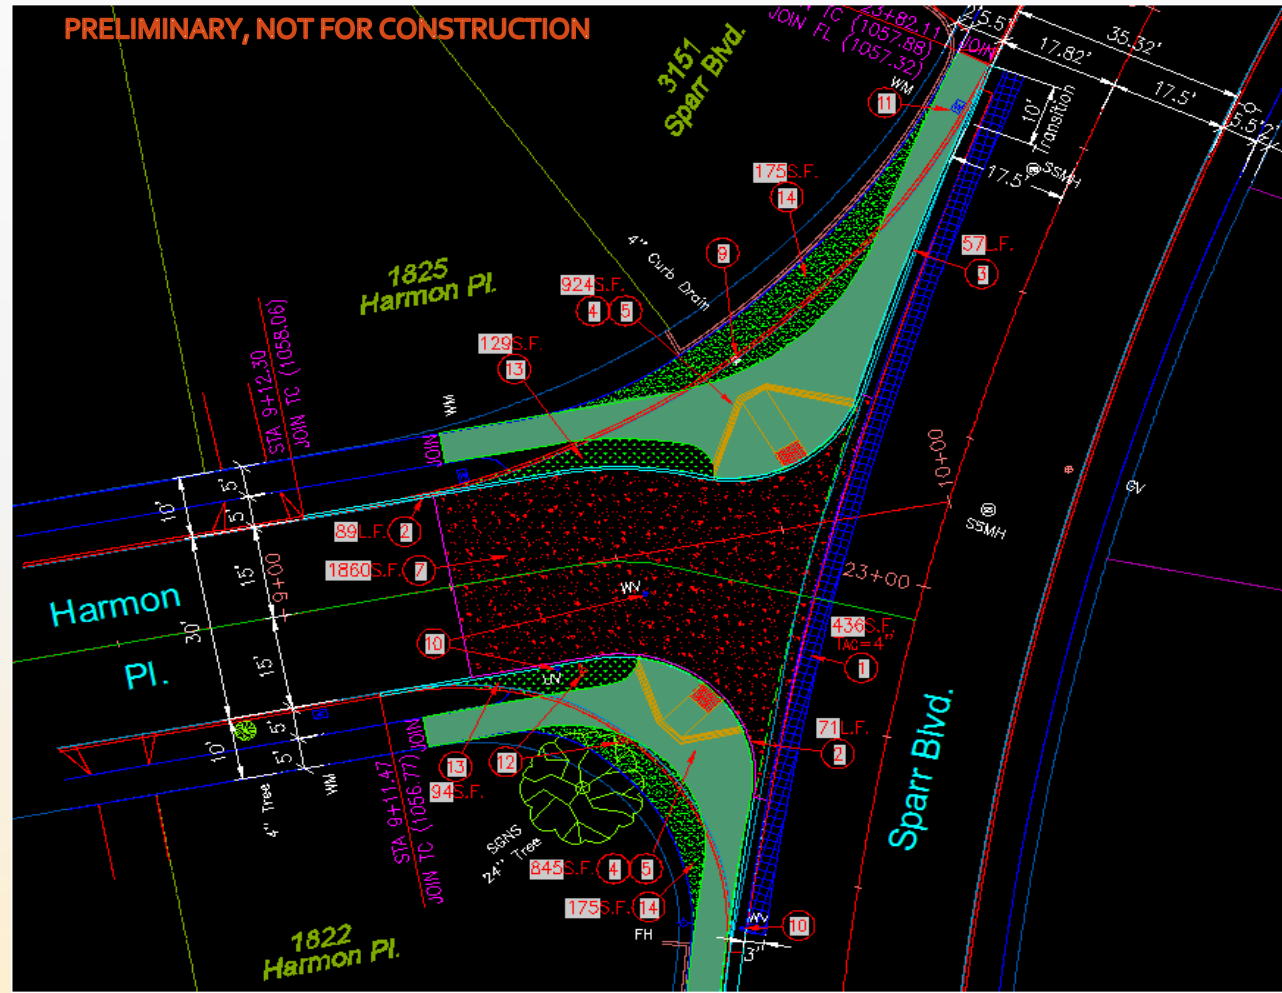 PRELIMINARY, NOT FOR CONSTRUCTION
23+82.11
TC (1057.88)
JOIN FL (1057.32)
JOIN
5.5'
35.32'
17.82'
17.5'
5.5'
2'
10'
Transition
SSMH
17.5'
3151
Sparr Blvd.
WM
11
175S.F.
14
9
4" Curb Drain
57L.F.
3
1825
Harmon Pl.
924S.F.
4
5
129S.F.
13
STA 9+12.30
JOIN TC (1058.06)
WM
JOIN
10'
5'
5'
10+00
SSMH
GV
89L.F.
2
1860S.F.
7
9+00
15'
30'
15'
Harmon
Pl.
WV
23+00
10
436S.F.
TAC=4"
1
WV
71L.F.
2
Sparr Blvd.
10'
5'
5'
4" Tree
WM
STA 9+11.47
JOIN TC (1056.77)
JOIN
13
94S.F.
12
SGNS
24" Tree
845S.F.
4
5
175S.F.
14
FH
WV
10
3"
1822
Harmon Pl.